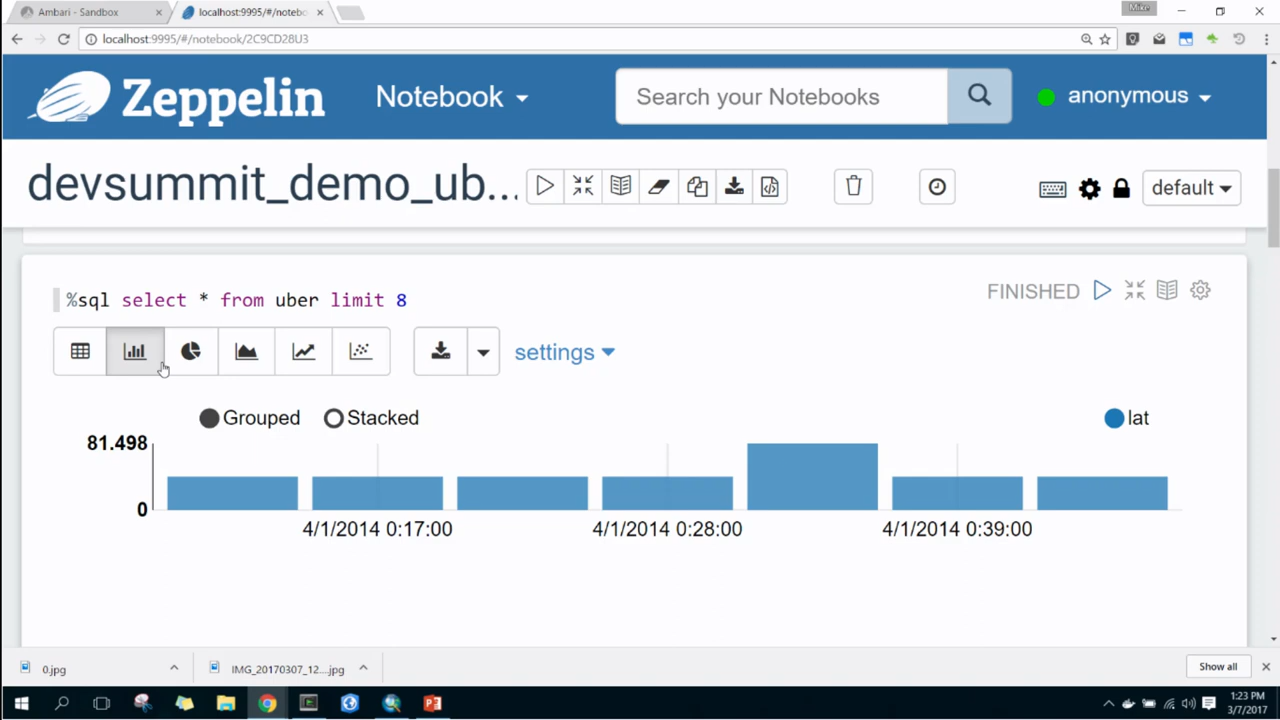 Ambari - Sandbox
localhost:9995/#/notebo
Mike
localhost:9995/#/notebook/2C9CD28U3
Zeppelin
Notebook
Search your Notebooks
anonymous
devsummit_demo_ub...
default
%sql select * from uber limit 8
FINISHED
settings
Grouped
Stacked
lat
81.498
0
4/1/2014 0:17:00
4/1/2014 0:28:00
4/1/2014 0:39:00
0.jpg
IMG_20170307_12....jpg
Show all
1:23 PM
3/7/2017